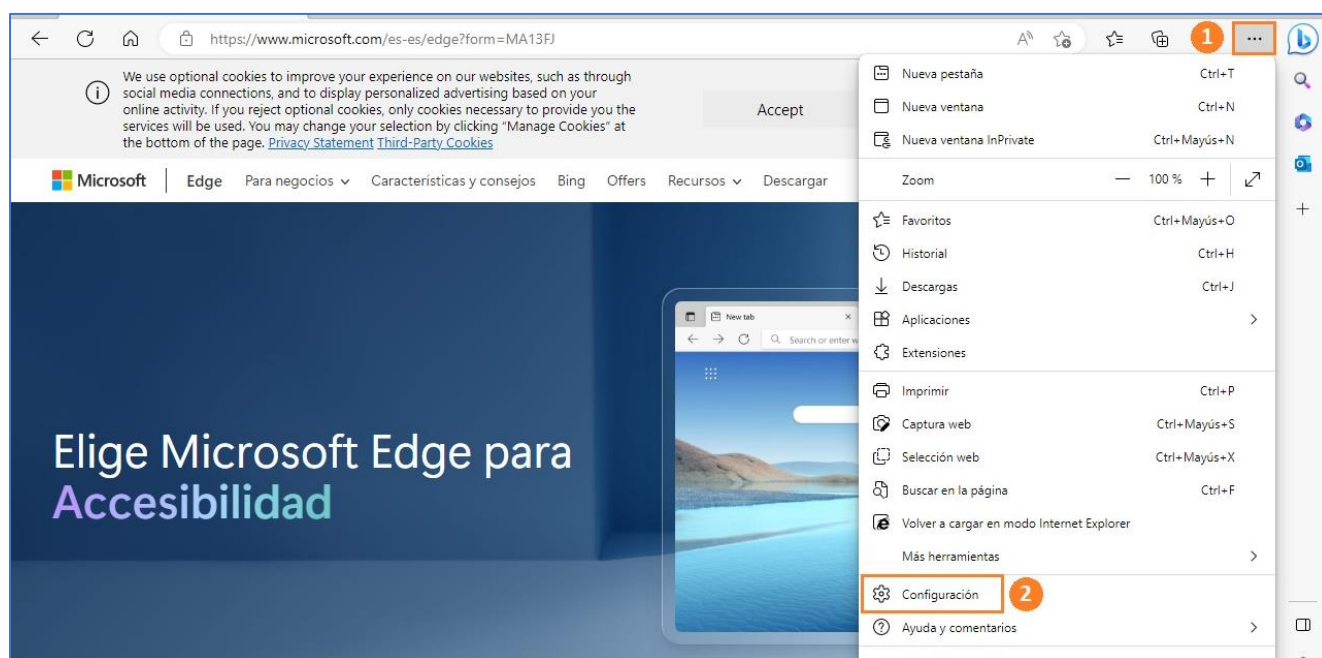 https://www.microsoft.com/es-es/edge?form=MA13FJ
1
We use optional cookies to improve your experience on our websites, such as through
social media connections, and to display personalized advertising based on your
online activity. If you reject optional cookies, only cookies necessary to provide you the
services will be used. You may change your selection by clicking "Manage Cookies" at
the bottom of the page. Privacy Statement Third-Party Cookies
Accept
Microsoft Edge Para negocios Características y consejos Bing Offers Recursos Descargar
New tab
Search or enter w
Elige Microsoft Edge para
Accesibilidad
Nueva pestaña Ctrl+T
Nueva ventana Ctrl+N
Nueva ventana InPrivate Ctrl+Mayús+N
Zoom — 100 % +
Favoritos Ctrl+Mayús+O
Historial Ctrl+H
Descargas Ctrl+J
Aplicaciones
Extensiones
Imprimir Ctrl+P
Captura web Ctrl+Mayús+S
Selección web Ctrl+Mayús+X
Buscar en la página Ctrl+F
Volver a cargar en modo Internet Explorer
Más herramientas
Configuración 2
Ayuda y comentarios